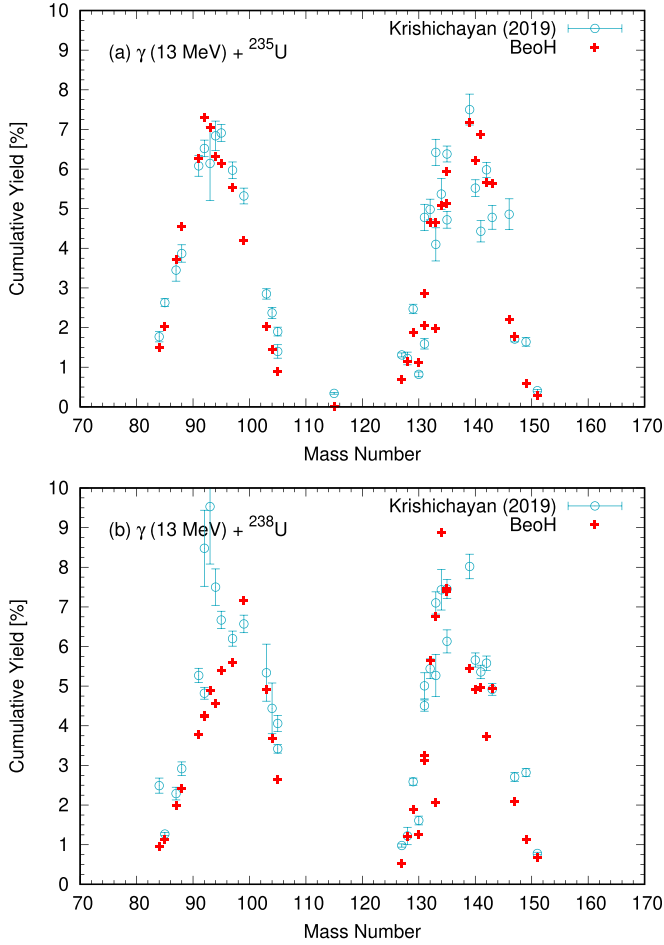 10
9
8
7
6
5
4
3
2
1
0
Cumulative Yield [%]
(a) γ (13 MeV) + ²³⁵U
Krishichayan (2019)
BeoH
70 80 90 100 110 120 130 140 150 160 170
Mass Number
10
9
8
7
6
5
4
3
2
1
0
Cumulative Yield [%]
(b) γ (13 MeV) + ²³⁸U
Krishichayan (2019)
BeoH
70 80 90 100 110 120 130 140 150 160 170
Mass Number